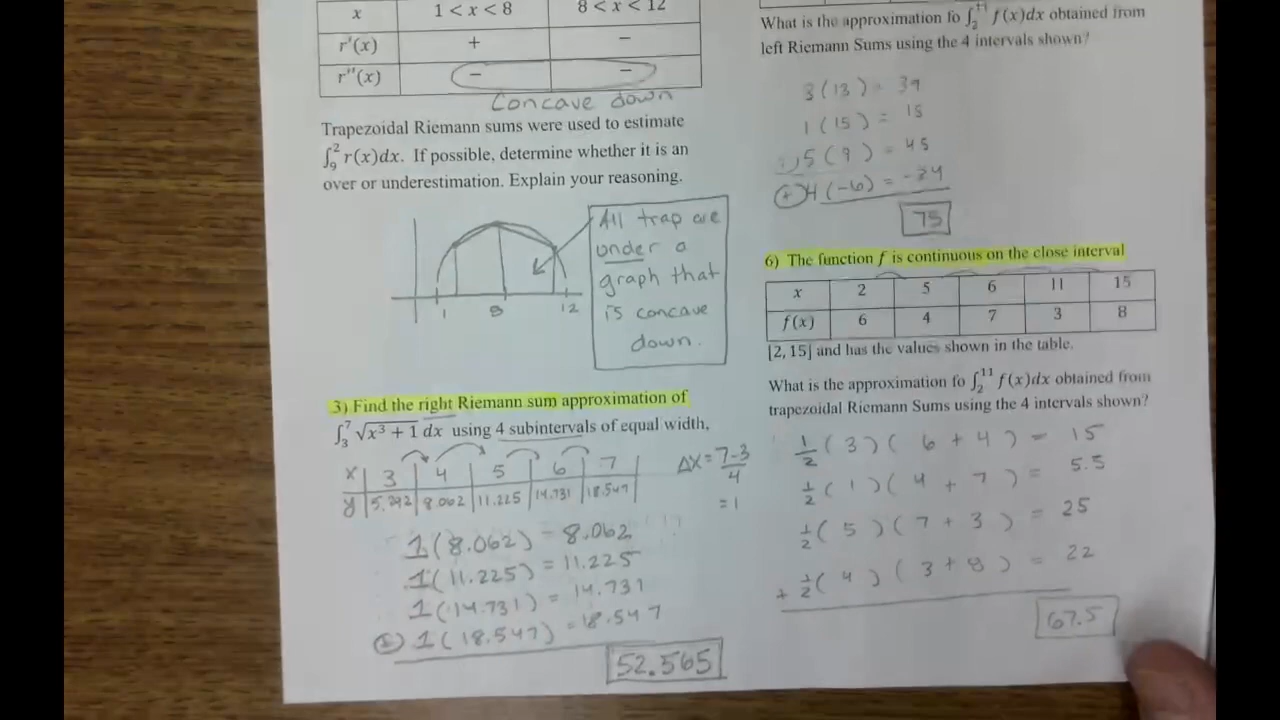 x 1 < x < 8 8 < x < 12
r'(x) + −
r''(x) − −
Concave down
Trapezoidal Riemann sums were used to estimate
∫₉² r(x)dx. If possible, determine whether it is an
over or underestimation. Explain your reasoning.
1 8 12
All trap are
under a
graph that
is concave
down.
3) Find the right Riemann sum approximation of
∫₃⁷ √(x³ + 1) dx using 4 subintervals of equal width,
x 3 4 5 6 7
y 5.292 8.062 11.225 14.731 18.547
Δx = 7-3/4
= 1
1(8.062) = 8.062
1(11.225) = 11.225
1(14.731) = 14.731
+ 1(18.547) = 18.547
52.565
What is the approximation fo ∫₂¹¹ f(x)dx obtained from
left Riemann Sums using the 4 intervals shown?
3(13) = 39
1(15) = 15
5(9) = 45
+ 4(-6) = -24
75
6) The function f is continuous on the close interval
x 2 5 6 11 15
f(x) 6 4 7 3 8
[2, 15] and has the values shown in the table.
What is the approximation fo ∫₂¹¹ f(x)dx obtained from
trapezoidal Riemann Sums using the 4 intervals shown?
1/2 (3)(6 + 4) = 15
1/2 (1)(4 + 7) = 5.5
1/2 (5)(7 + 3) = 25
+ 1/2 (4)(3 + 8) = 22
67.5